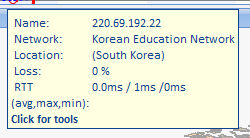 Name: 220.69.192.22
Network: Korean Education Network
Location: (South Korea)
Loss: 0 %
RTT 0.0ms / 1ms /0ms
(avg,max,min):
Click for tools